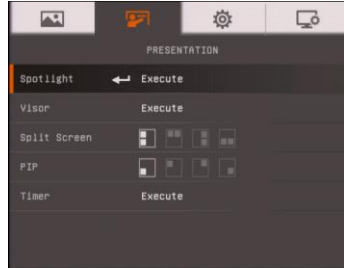 PRESENTATION
Spotlight Execute
Visor Execute
Split Screen
PIP
Timer Execute